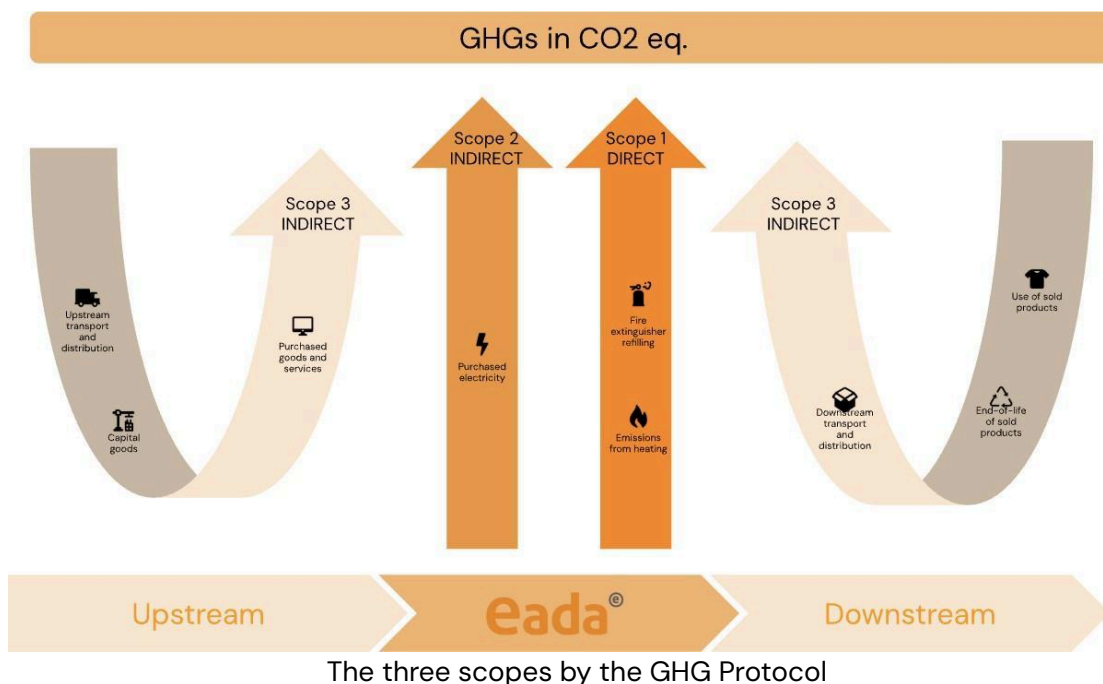 GHGs in CO2 eq.
Scope 3
INDIRECT
Upstream
transport
and
distribution
Capital
goods
Purchased
goods and
services
Scope 2
INDIRECT
Purchased
electricity
Scope 1
DIRECT
Fire
extinguisher
refilling
Emissions
from heating
Scope 3
INDIRECT
Downstream
transport
and
distribution
Use of sold
products
End-of-life
of sold
products
Upstream
eada
e
Downstream
The three scopes by the GHG Protocol